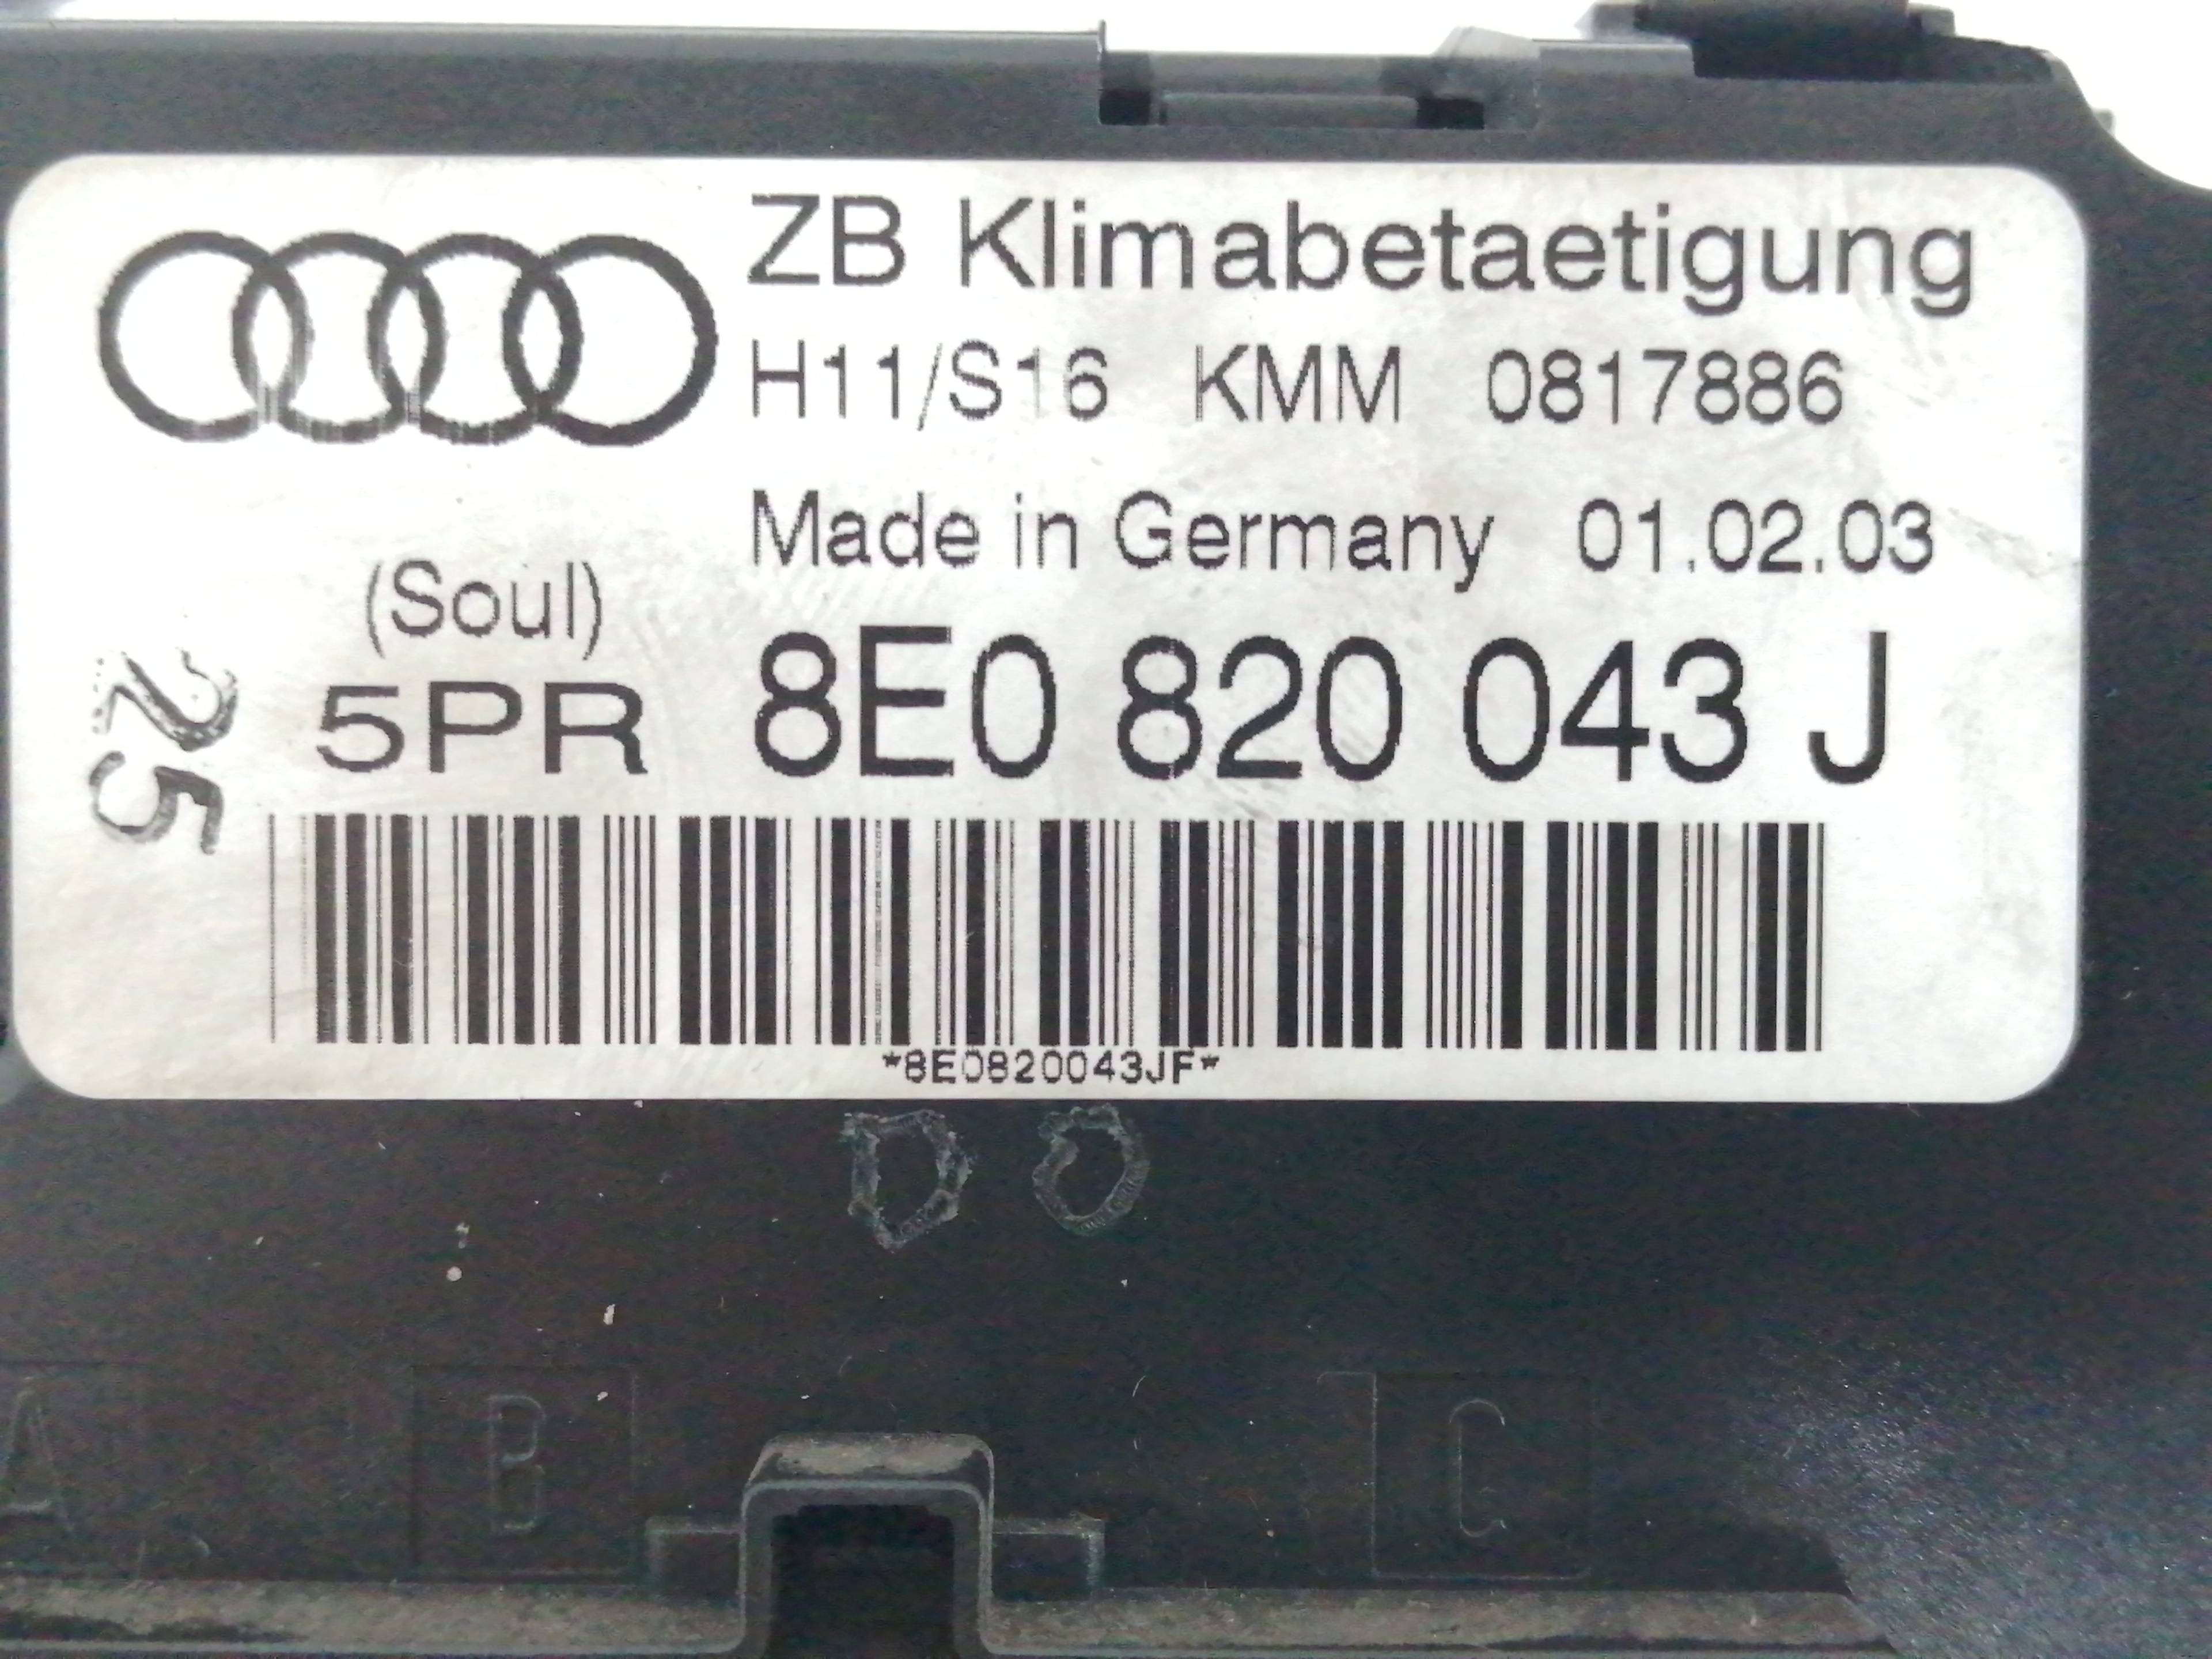 ZB Klimabetaetigung
H11/S16 KMM 0817886
Made in Germany 01.02.03
(Soul)
5PR 8E0 820 043 J
25
*8E0820043JF*
A
B
C